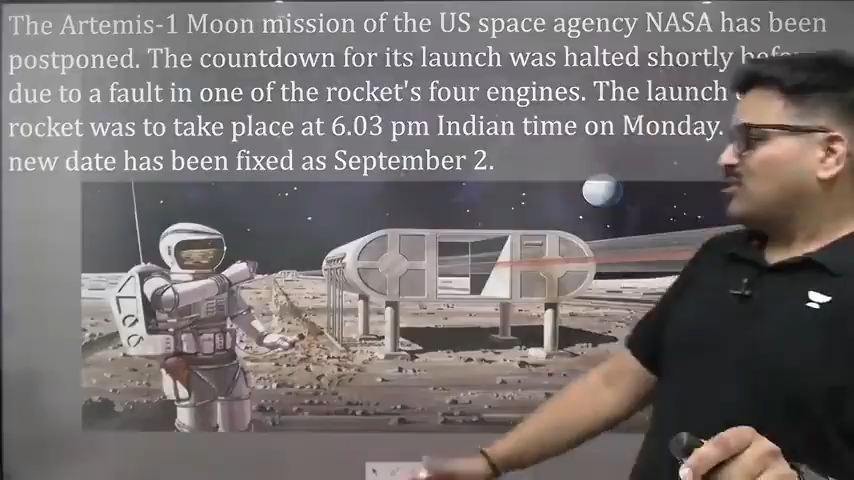 The Artemis-1 Moon mission of the US space agency NASA has been
postponed. The countdown for its launch was halted shortly
due to a fault in one of the rocket's four engines. The launch
rocket was to take place at 6.03 pm Indian time on Monday.
new date has been fixed as September 2.